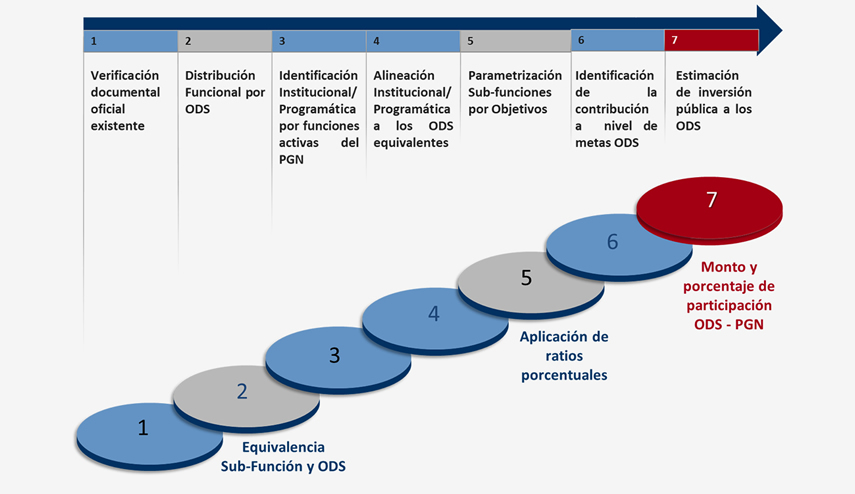 1 2 3 4 5 6 7
Verificación
documental
oficial
existente
Distribución
Funcional por
ODS
Identificación
Institucional/
Programática
por funciones
activas del
PGN
Alineación
Institucional/
Programática
a los ODS
equivalentes
Parametrización
Sub-funciones
por Objetivos
Identificación
de la
contribución
a nivel de
metas ODS
Estimación
de inversión
pública a los
ODS
7
6
5
4
3
2
1
Monto y
porcentaje de
participación
ODS - PGN
Aplicación de
ratios
porcentuales
Equivalencia
Sub-Función y ODS